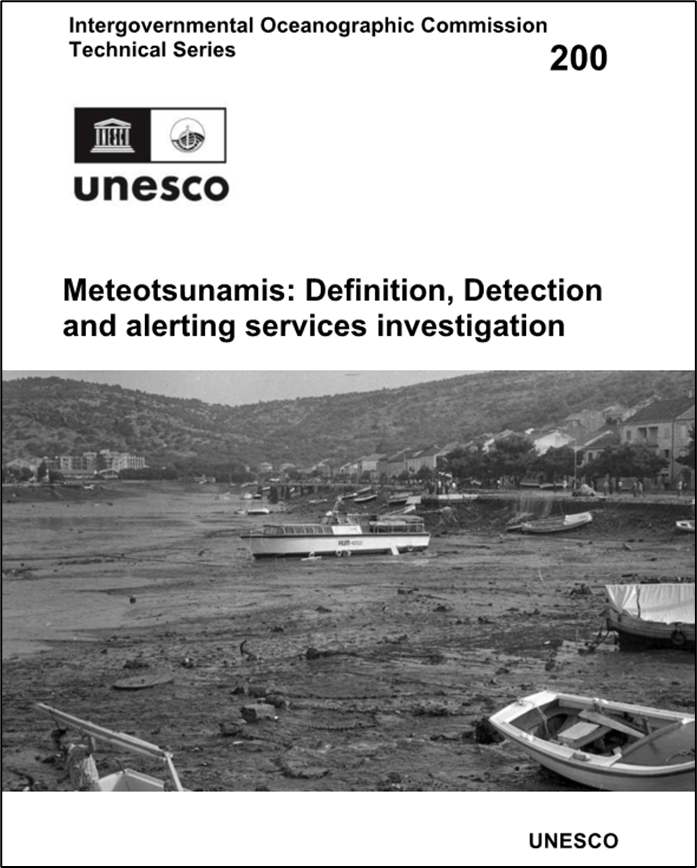 Intergovernmental Oceanographic Commission
Technical Series
200
unesco
Meteotsunamis: Definition, Detection
and alerting services investigation
UNESCO